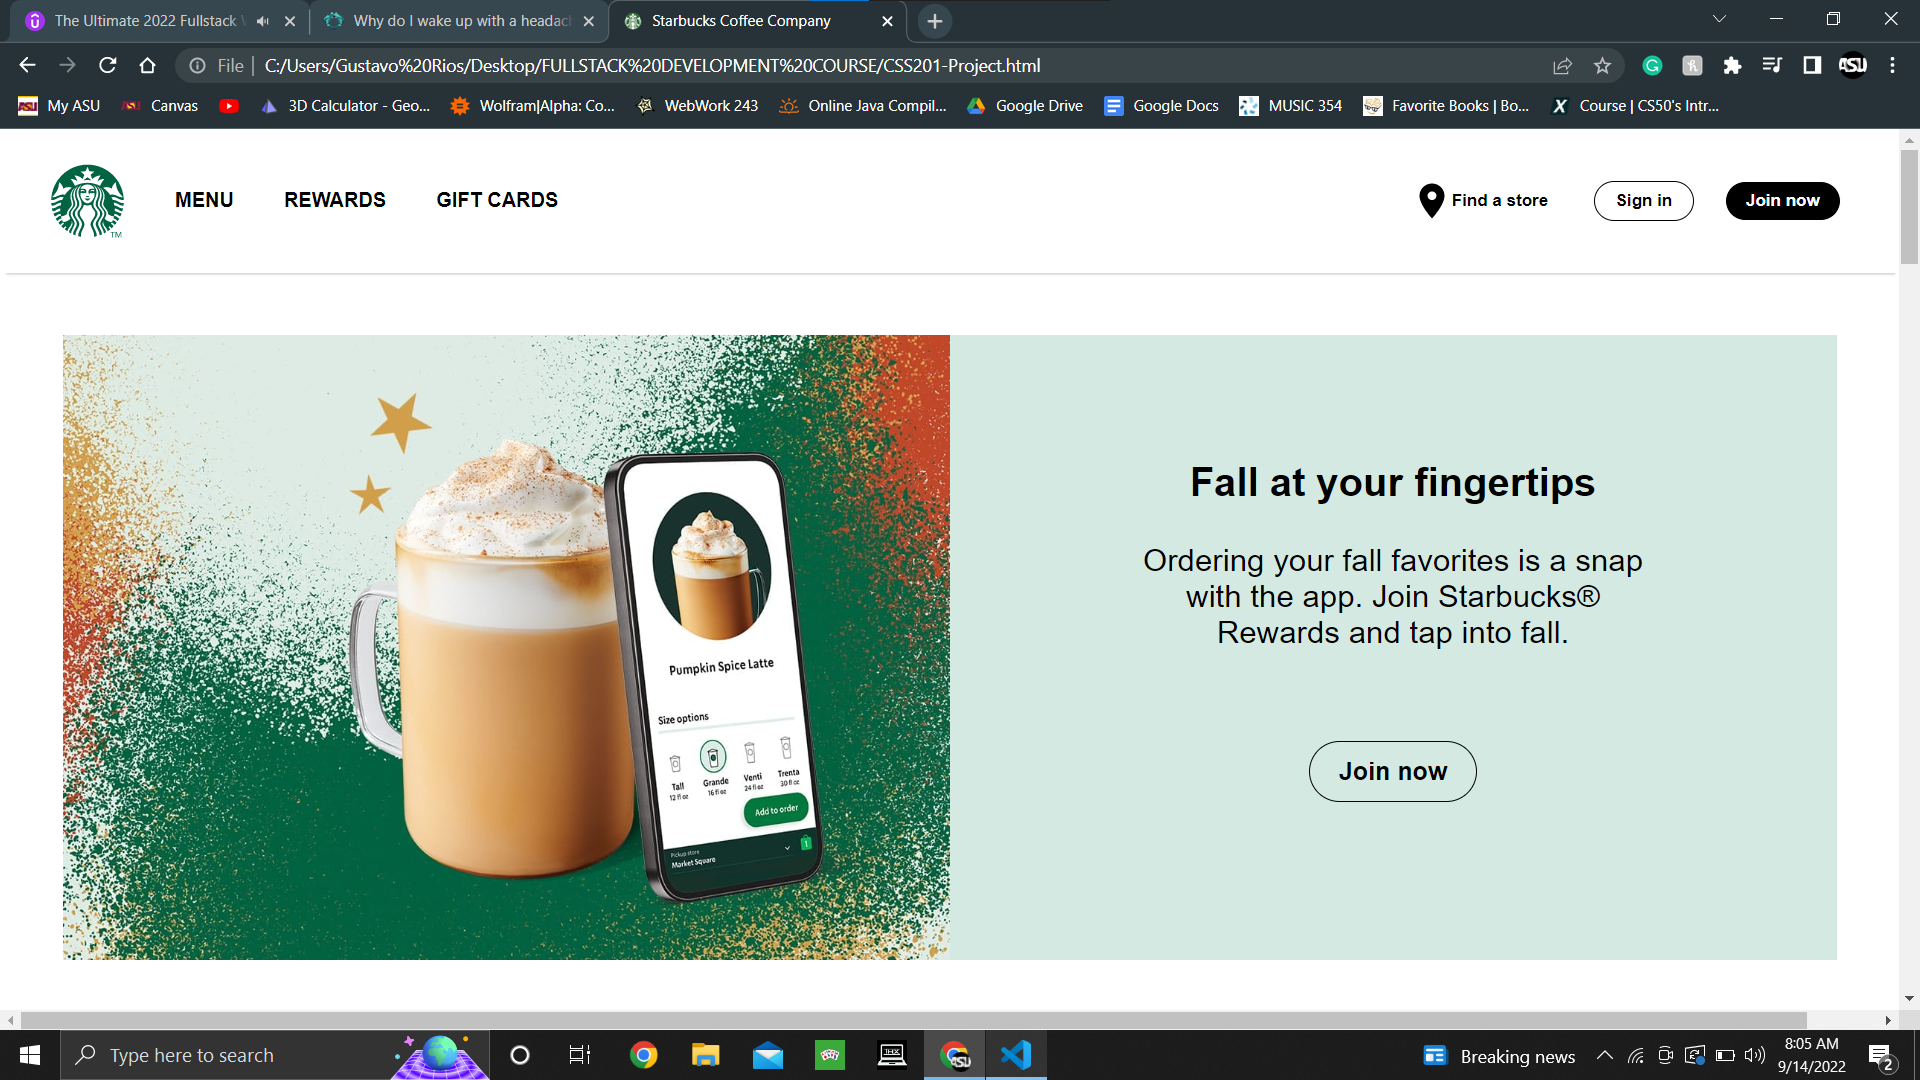 The Ultimate 2022 Fullstack
Why do I wake up with a headac
Starbucks Coffee Company
File
C:/Users/Gustavo%20Rios/Desktop/FULLSTACK%20DEVELOPMENT%20COURSE/CSS201-Project.html
ASU
My ASU
Canvas
3D Calculator - Geo...
Wolfram|Alpha: Co...
WebWork 243
Online Java Compil...
Google Drive
Google Docs
MUSIC 354
Favorite Books | Bo...
Course | CS50's Intr...
TM
MENU
REWARDS
GIFT CARDS
Find a store
Sign in
Join now
Fall at your fingertips
Ordering your fall favorites is a snap
with the app. Join Starbucks®
Rewards and tap into fall.
Join now
Pumpkin Spice Latte
Size options
Tall
12 fl oz
Grande
16 fl oz
Venti
24 fl oz
Trenta
30 fl oz
Add to order
Pickup store
Market Square
1
Type here to search
THX
ASU
Breaking news
8:05 AM
9/14/2022
2